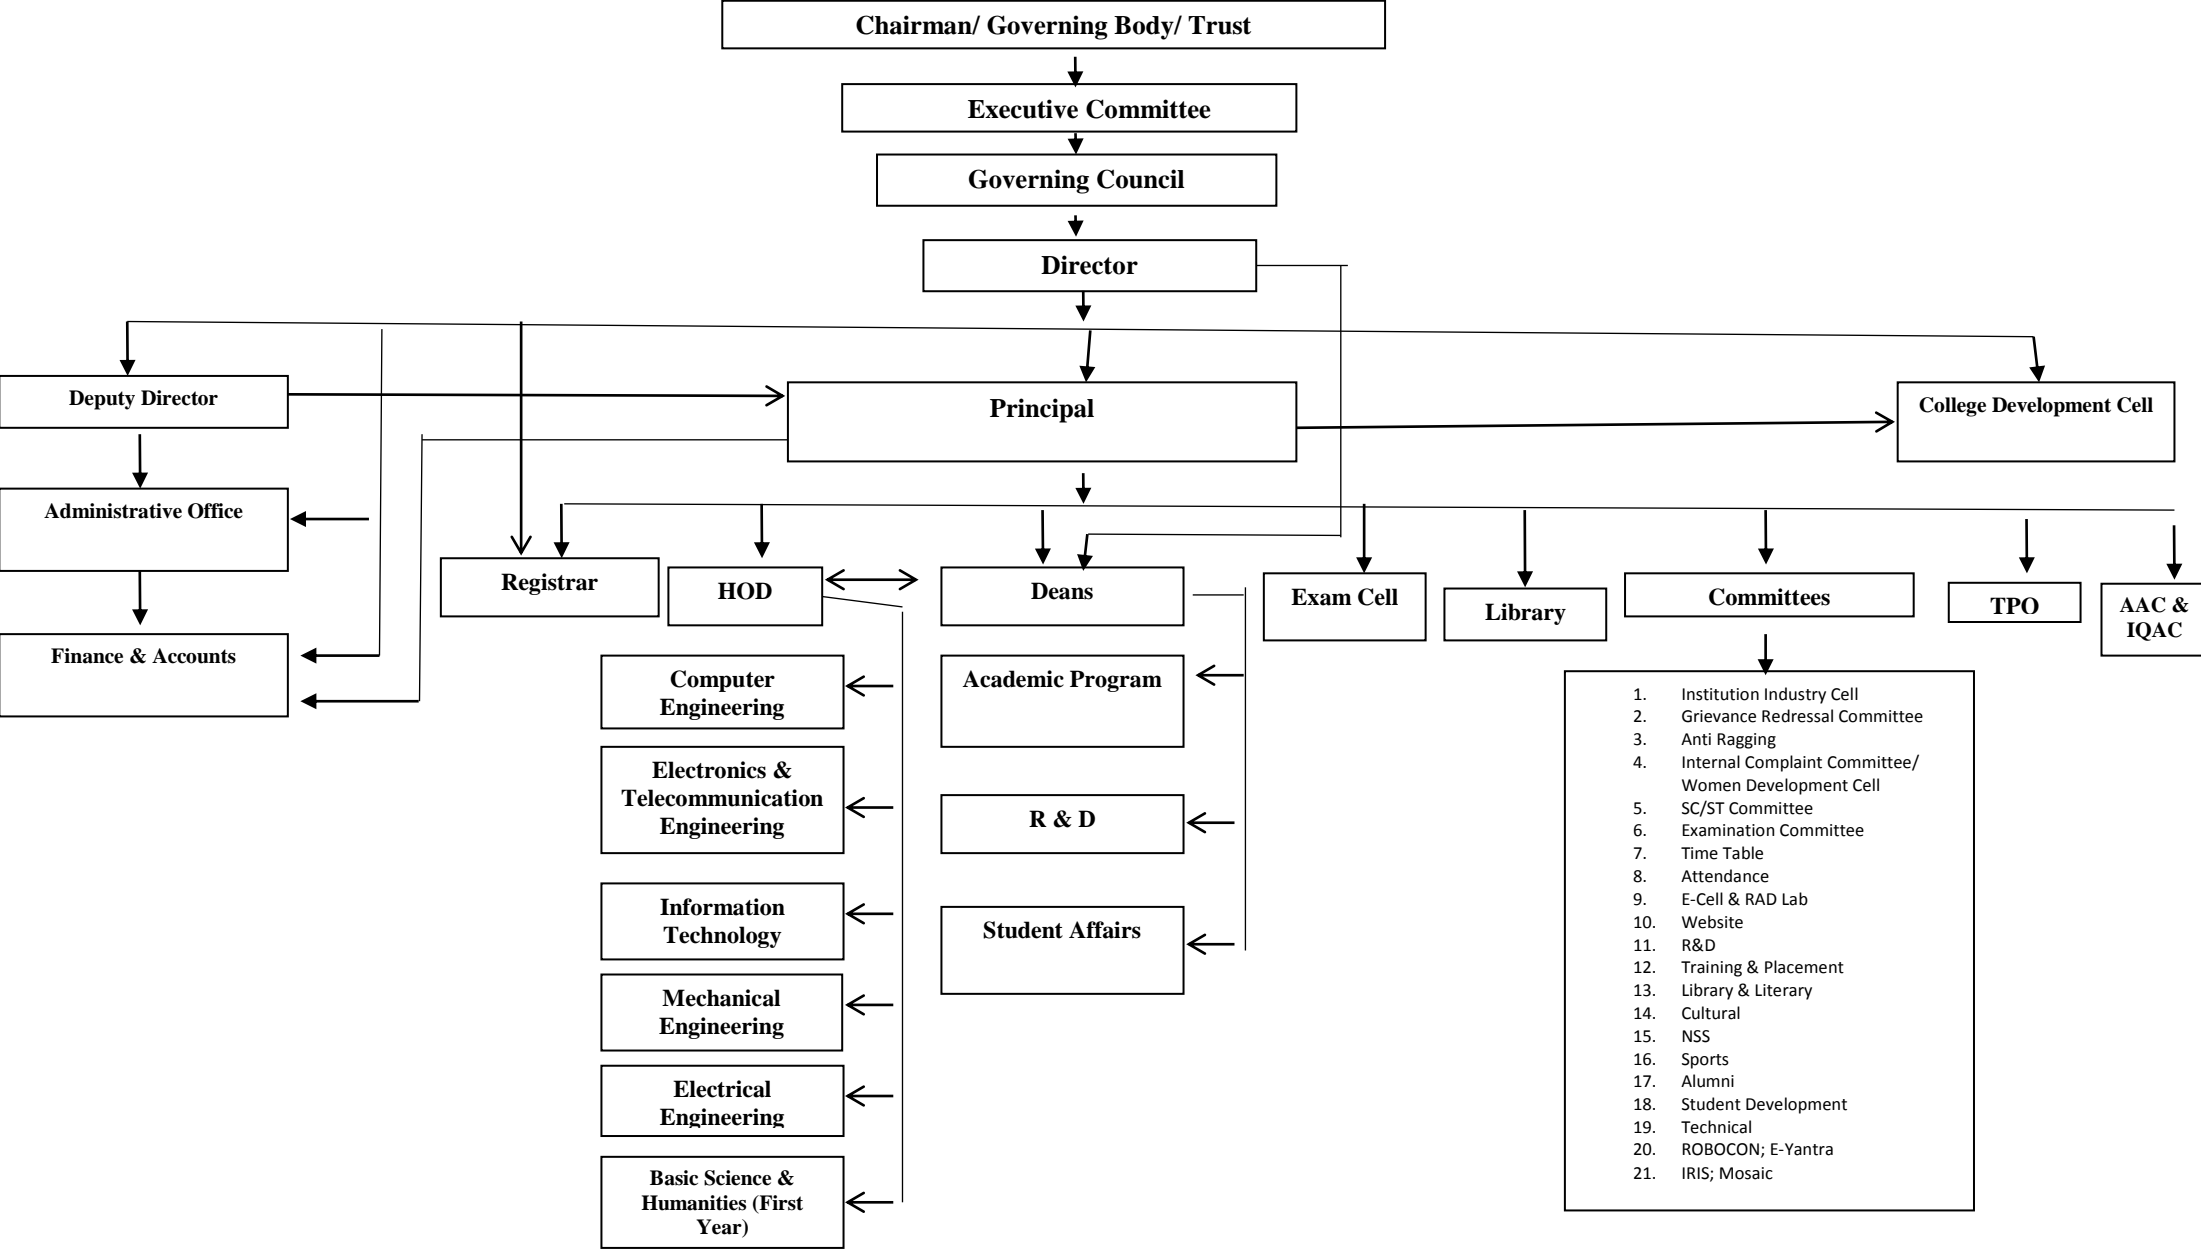 Chairman/ Governing Body/ Trust
Executive Committee
Governing Council
Director
Deputy Director
Principal
College Development Cell
Administrative Office
Finance & Accounts
Registrar
HOD
Deans
Exam Cell
Library
Committees
TPO
AAC &
IQAC
Computer
Engineering
Electronics &
Telecommunication
Engineering
Information
Technology
Mechanical
Engineering
Electrical
Engineering
Basic Science &
Humanities (First
Year)
Academic Program
R & D
Student Affairs
1. Institution Industry Cell
2. Grievance Redressal Committee
3. Anti Ragging
4. Internal Complaint Committee/
Women Development Cell
5. SC/ST Committee
6. Examination Committee
7. Time Table
8. Attendance
9. E-Cell & RAD Lab
10. Website
11. R&D
12. Training & Placement
13. Library & Literary
14. Cultural
15. NSS
16. Sports
17. Alumni
18. Student Development
19. Technical
20. ROBOCON; E-Yantra
21. IRIS; Mosaic